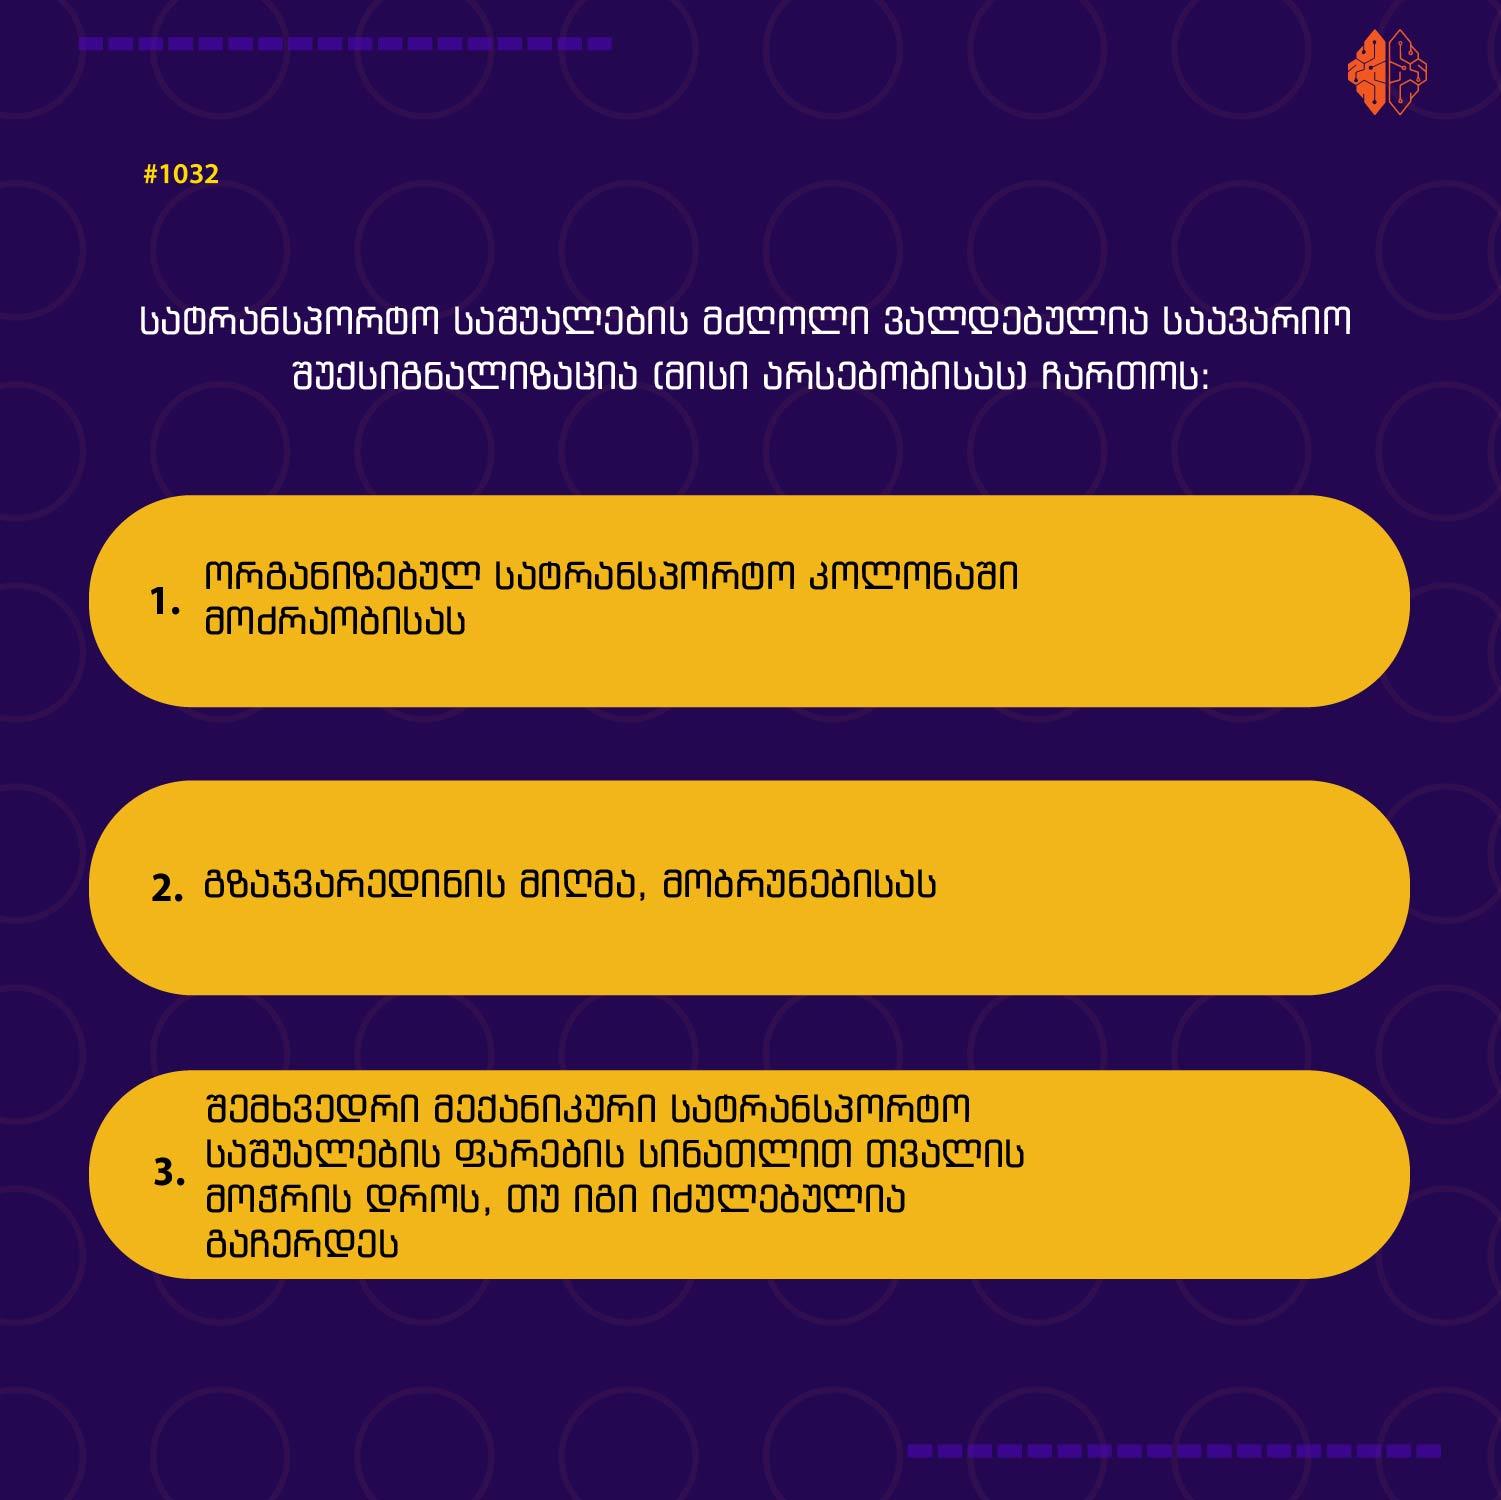 #1032
სატრანსპორტო საშუალების მძღოლი ვალდებულია საავარიო
შუქსიგნალიზაცია (მისი არსებობისას) ჩართოს:
1. ორგანიზებულ სატრანსპორტო კოლონაში
მოძრაობისას
2. გზაჯვარედინის მიღმა, მობრუნებისას
3. შემხვედრი მექანიკური სატრანსპორტო
საშუალების ფარების სინათლით თვალის
მოჭრის დროს, თუ იგი იძულებულია
გაჩერდეს